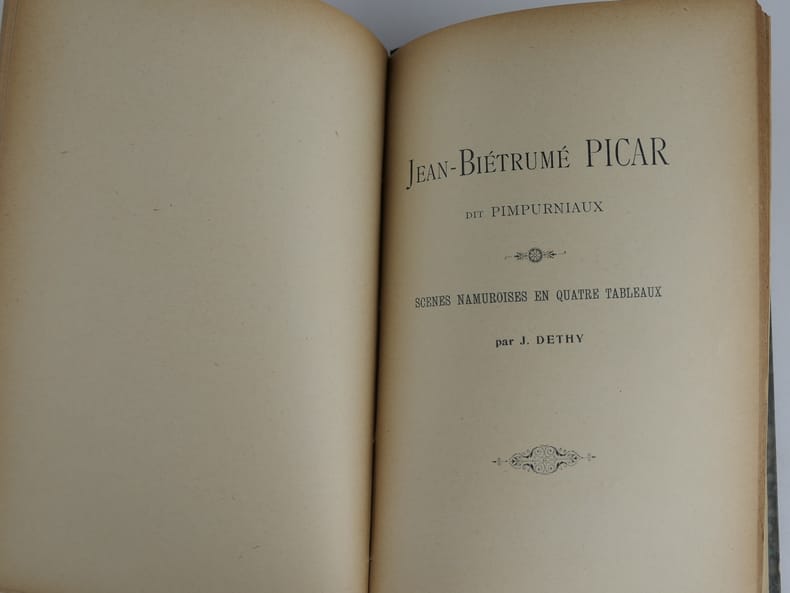 JEAN-BIÉTRUMÉ PICAR
DIT PIMPURNIAUX
SCENES NAMUROISES EN QUATRE TABLEAUX
par J. DETHY